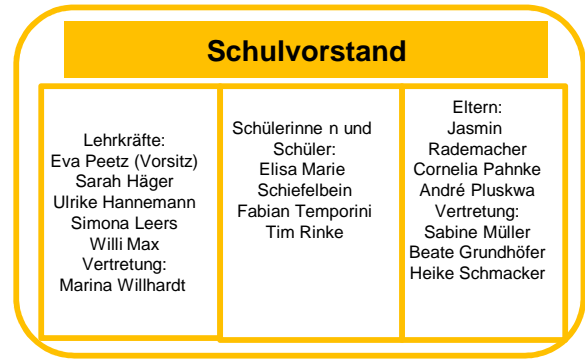 Schulvorstand
Lehrkräfte:
Eva Peetz (Vorsitz)
Sarah Häger
Ulrike Hannemann
Simona Leers
Willi Max
Vertretung:
Marina Willhardt
Schülerinne n und
Schüler:
Elisa Marie
Schiefelbein
Fabian Temporini
Tim Rinke
Eltern:
Jasmin
Rademacher
Cornelia Pahnke
André Pluskwa
Vertretung:
Sabine Müller
Beate Grundhöfer
Heike Schmacker